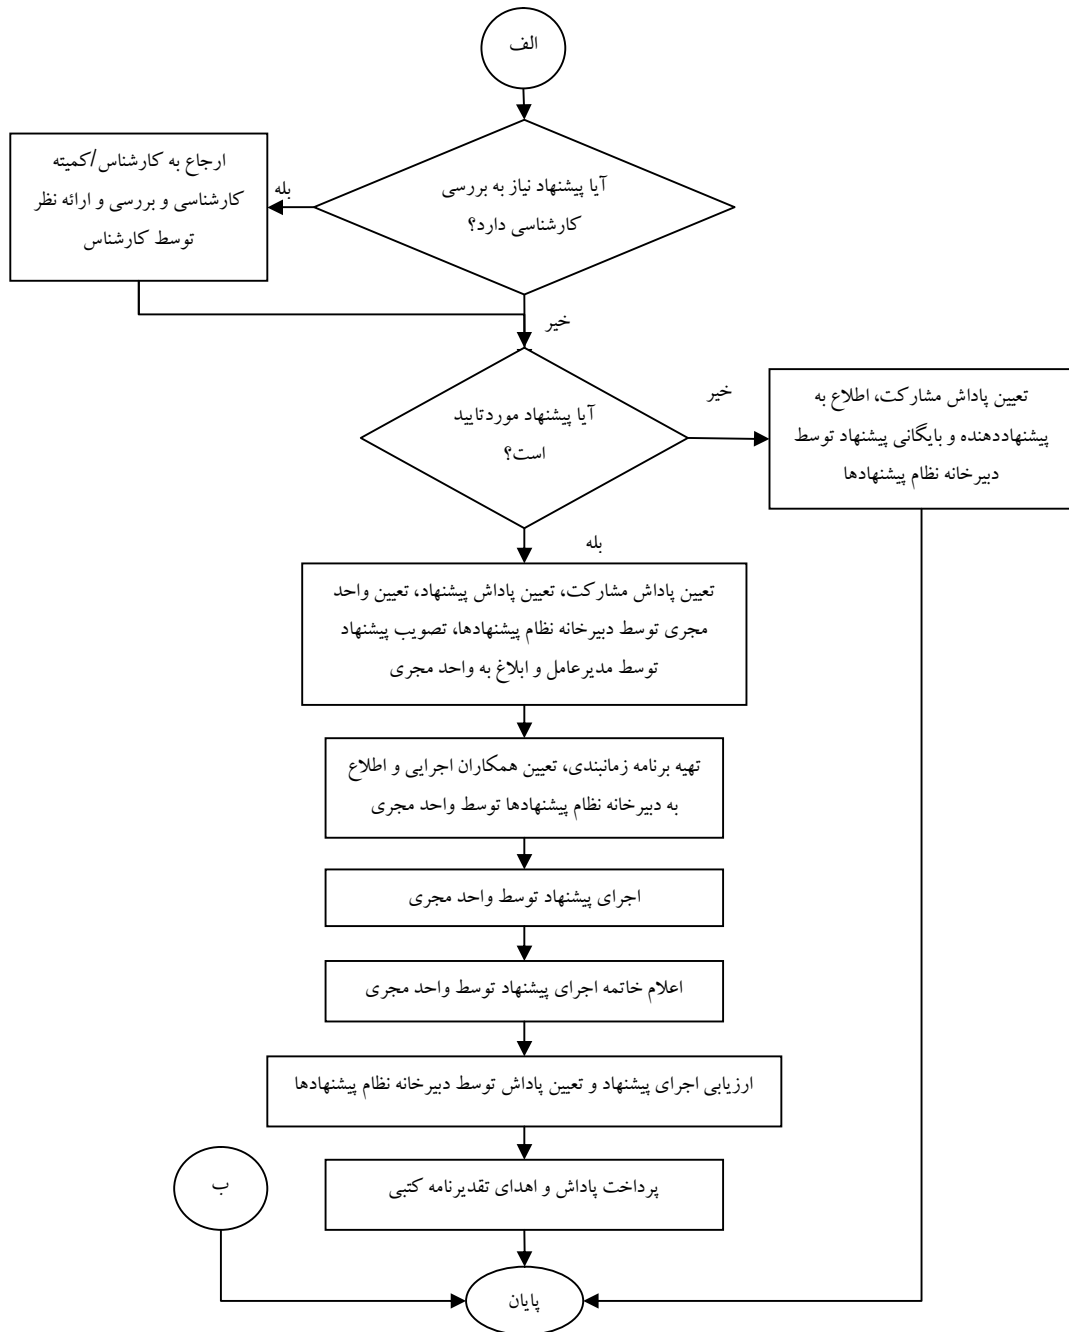 الف
آیا پیشنهاد نیاز به بررسی
کارشناسی دارد؟
بله
ارجاع به کارشناس/کمیته
کارشناسی و بررسی و ارائه نظر
توسط کارشناس
خیر
آیا پیشنهاد موردتایید
است؟
خیر
تعیین پاداش مشارکت، اطلاع به
پیشنهاددهنده و بایگانی پیشنهاد توسط
دبیرخانه نظام پیشنهادها
بله
تعیین پاداش مشارکت، تعیین پاداش پیشنهاد، تعیین واحد
مجری توسط دبیرخانه نظام پیشنهادها، تصویب پیشنهاد
توسط مدیرعامل و ابلاغ به واحد مجری
تهیه برنامه زمانبندی، تعیین همکاران اجرایی و اطلاع
به دبیرخانه نظام پیشنهادها توسط واحد مجری
اجرای پیشنهاد توسط واحد مجری
اعلام خاتمه اجرای پیشنهاد توسط واحد مجری
ارزیابی اجرای پیشنهاد و تعیین پاداش توسط دبیرخانه نظام پیشنهادها
پرداخت پاداش و اهدای تقدیرنامه کتبی
ب
پایان